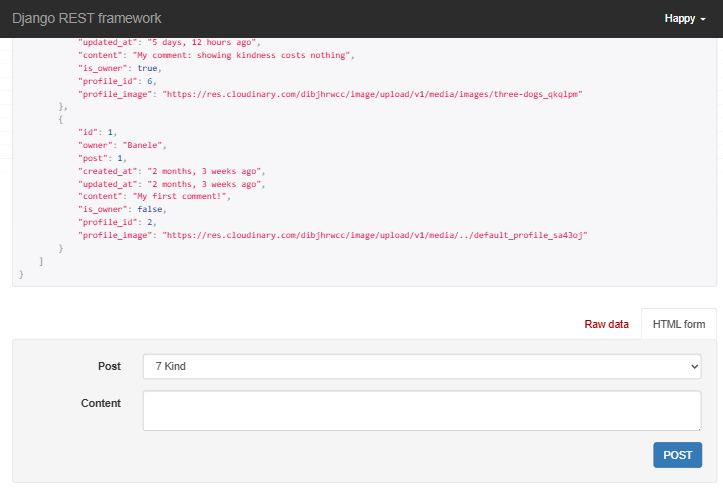 Django REST framework
Happy
"updated_at": "5 days, 12 hours ago",
"content": "My comment: showing kindness costs nothing",
"is_owner": true,
"profile_id": 6,
"profile_image": "https://res.cloudinary.com/dibjhrwcc/image/upload/v1/media/images/three-dogs_qkqlpm"
},
{
"id": 1,
"owner": "Banele",
"post": 1,
"created_at": "2 months, 3 weeks ago",
"updated_at": "2 months, 3 weeks ago",
"content": "My first comment!",
"is_owner": false,
"profile_id": 2,
"profile_image": "https://res.cloudinary.com/dibjhrwcc/image/upload/v1/media/../default_profile_sa43oj"
}
]
}
Raw data
HTML form
Post
7 Kind
Content
POST